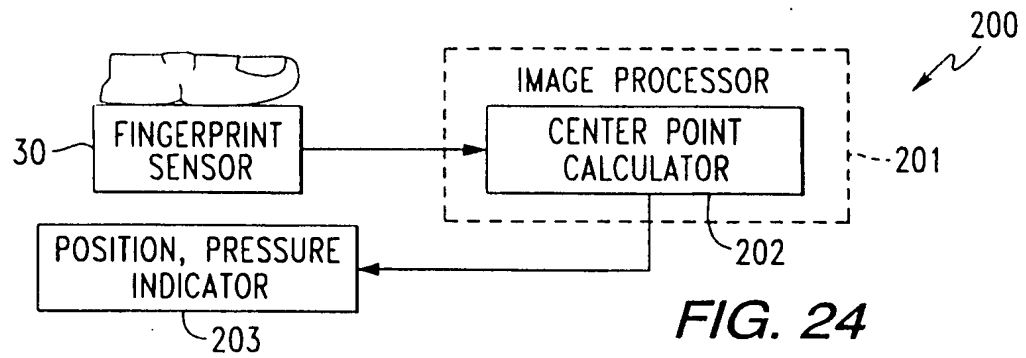 200
IMAGE PROCESSOR
30
FINGERPRINT
SENSOR
CENTER POINT
CALCULATOR
201
202
POSITION, PRESSURE
INDICATOR
203
FIG. 24